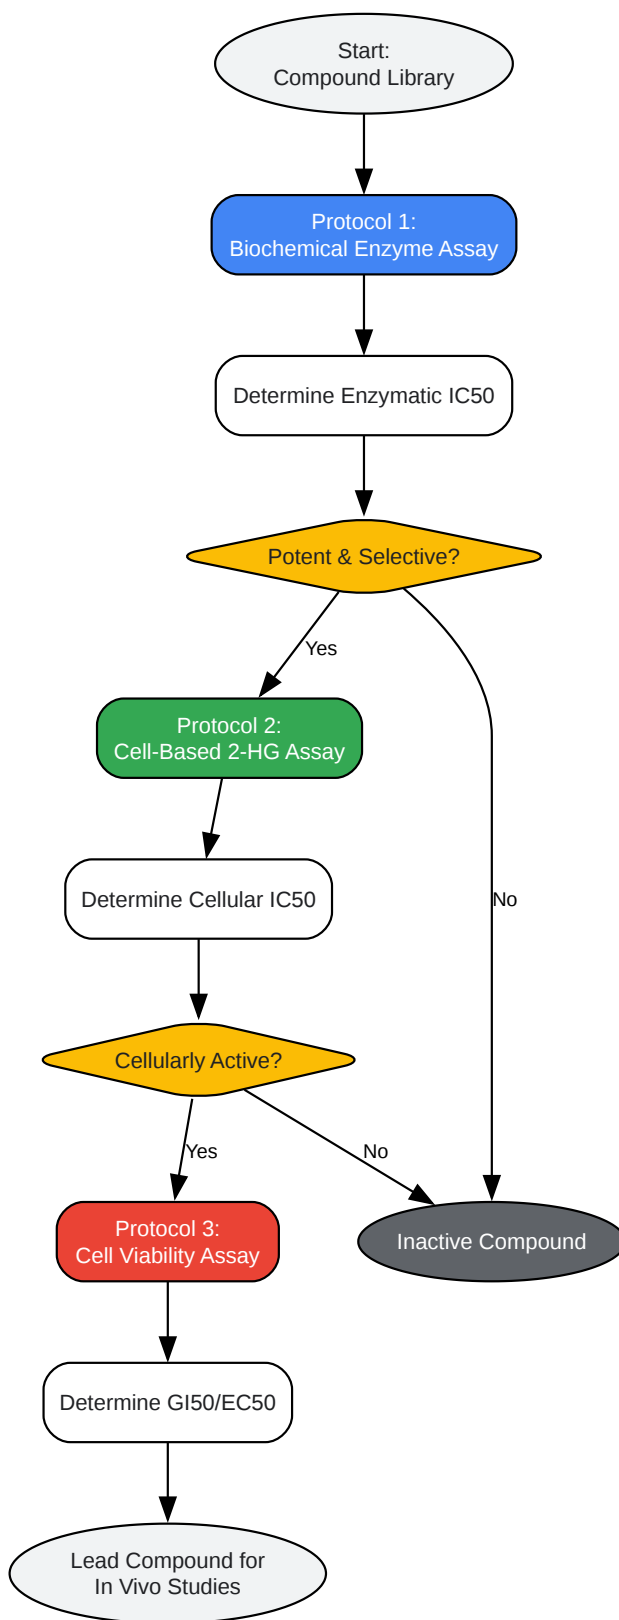 Start:
Compound Library
Protocol 1:
Biochemical Enzyme Assay
Determine Enzymatic IC50
Potent & Selective?
Yes
Protocol 2:
Cell-Based 2-HG Assay
Determine Cellular IC50
No
Cellularly Active?
Yes
No
Protocol 3:
Cell Viability Assay
Inactive Compound
Determine GI50/EC50
Lead Compound for
In Vivo Studies